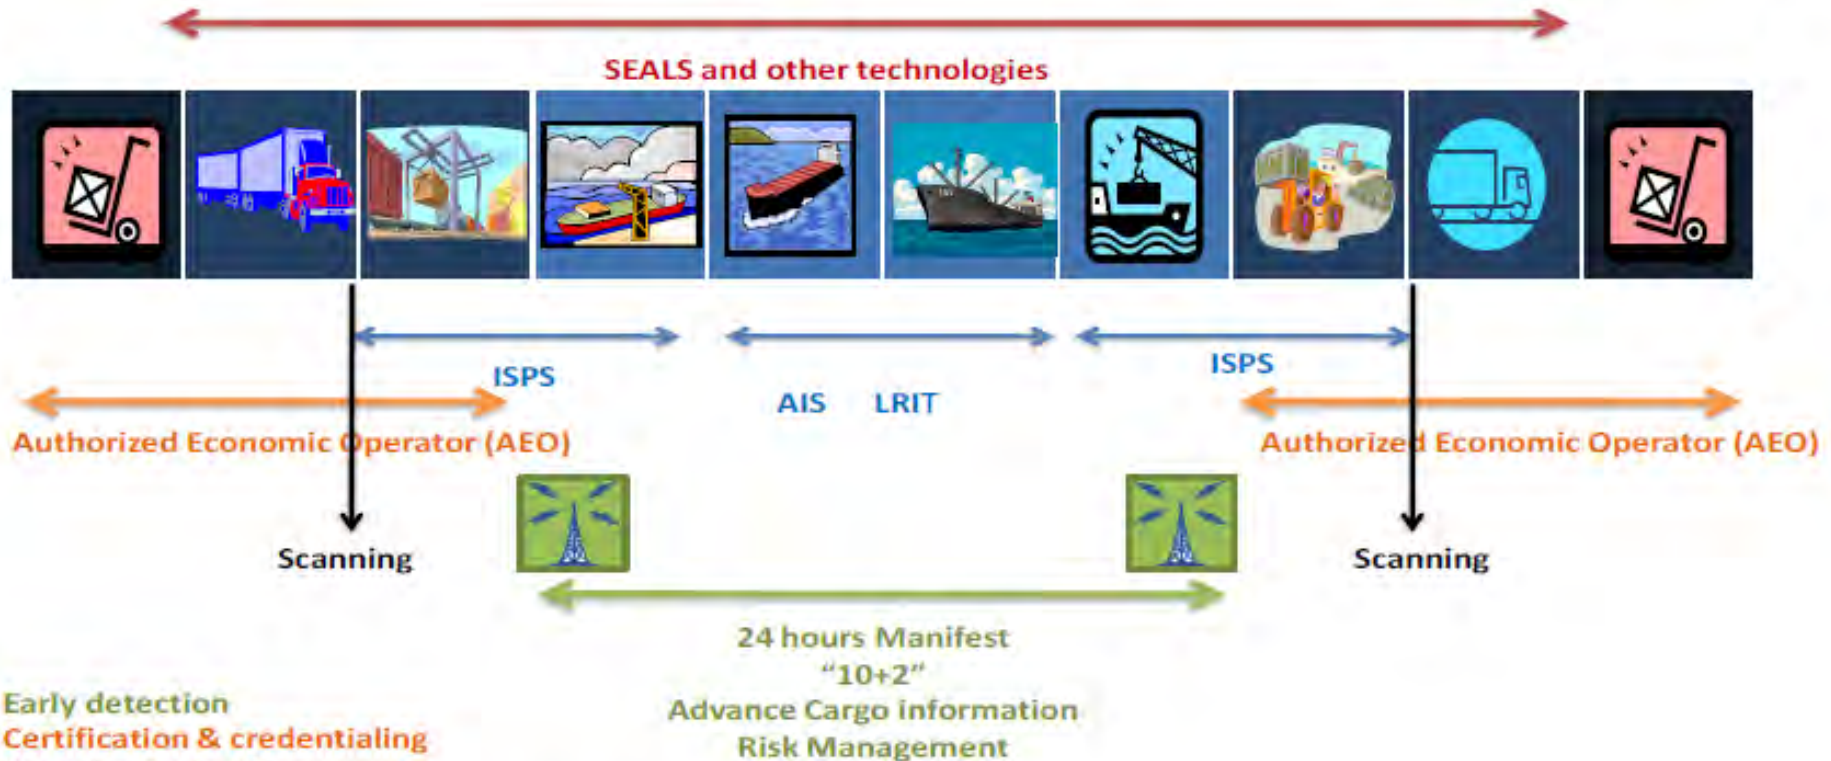 SEALS and other technologies
ISPS
ISPS
AIS LRIT
Authorized Economic Operator (AEO)
Authorized Economic Operator (AEO)
Scanning
Scanning
24 hours Manifest
“10+2”
Advance Cargo information
Risk Management
Early detection
Certification & credentialing